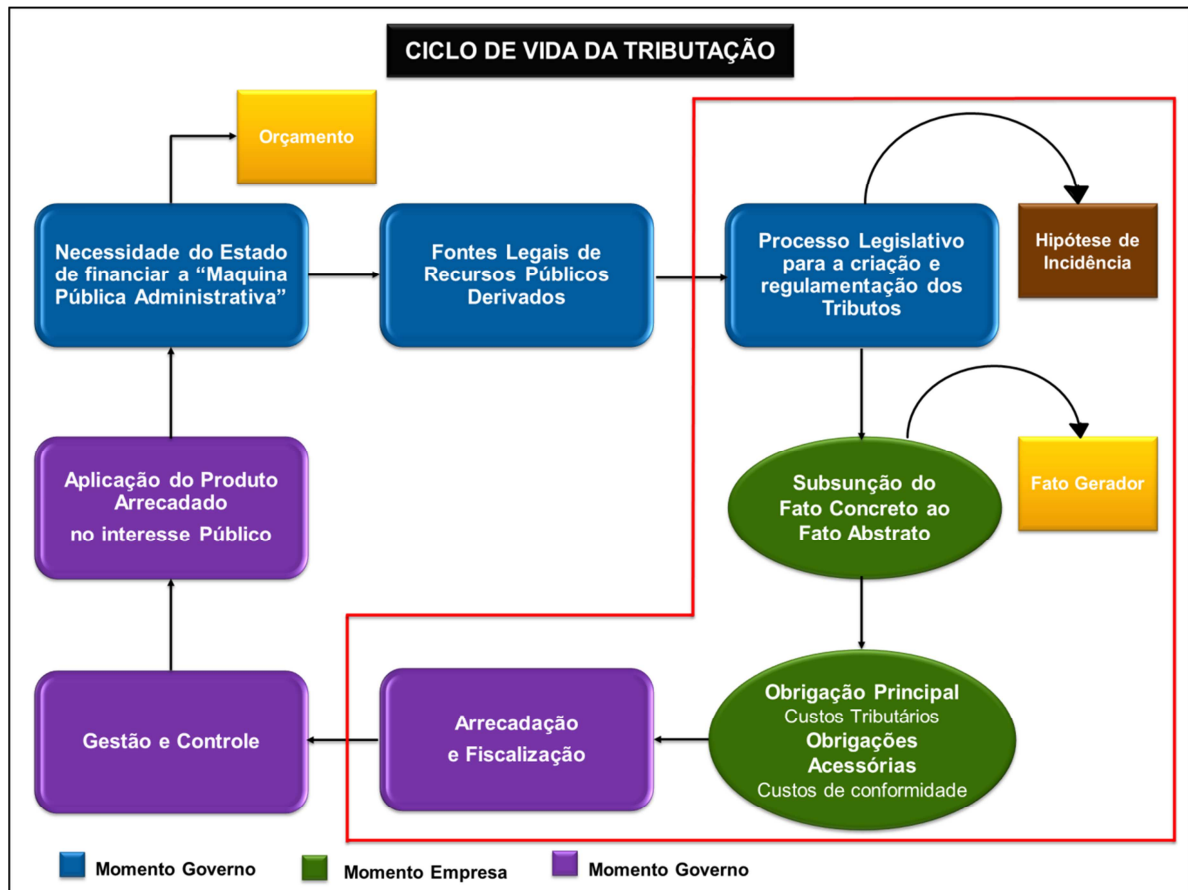 CICLO DE VIDA DA TRIBUTAÇÃO
Orçamento
Necessidade do Estado
de financiar a “Maquina
Pública Administrativa”
Fontes Legais de
Recursos Públicos
Derivados
Processo Legislativo
para a criação e
regulamentação dos
Tributos
Hipótese de
Incidência
Aplicação do Produto
Arrecadado
no interesse Público
Subsunção do
Fato Concreto ao
Fato Abstrato
Fato Gerador
Gestão e Controle
Arrecadação
e Fiscalização
Obrigação Principal
Custos Tributários
Obrigações
Acessórias
Custos de conformidade
Momento Governo
Momento Empresa
Momento Governo